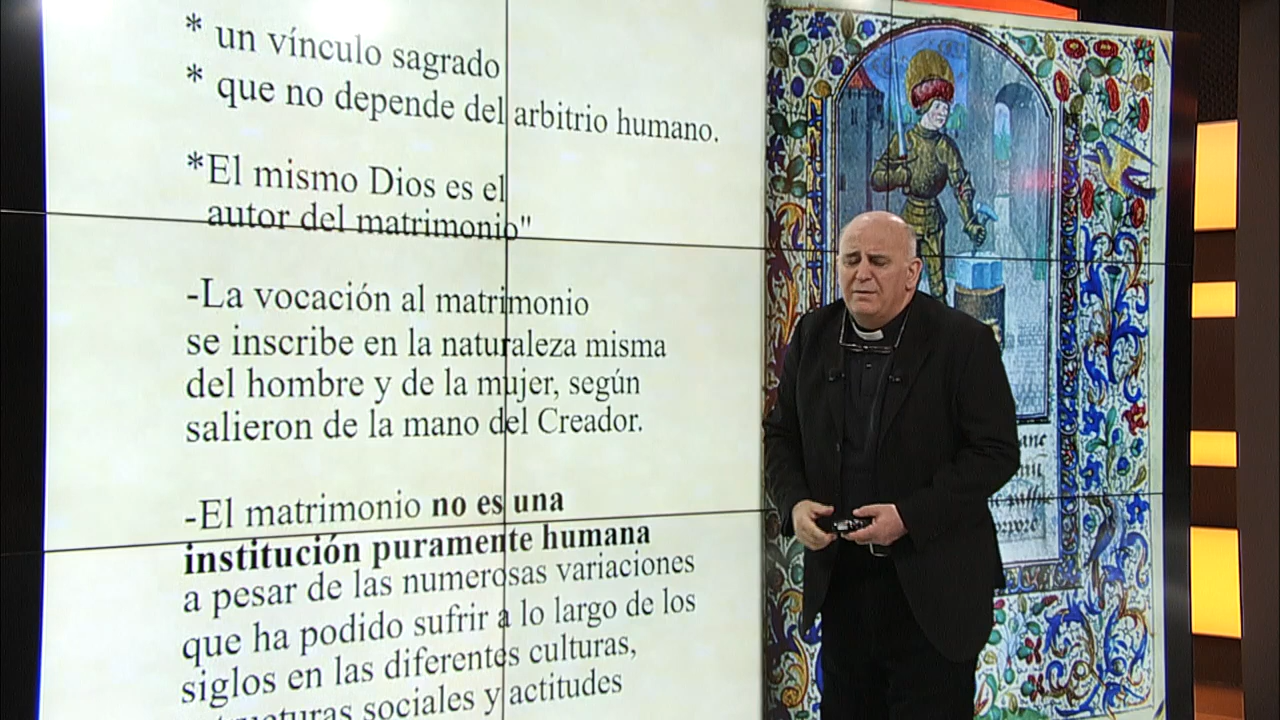 * un vínculo sagrado
* que no depende del arbitrio humano.
*El mismo Dios es el
autor del matrimonio"
-La vocación al matrimonio
se inscribe en la naturaleza misma
del hombre y de la mujer, según
salieron de la mano del Creador.
-El matrimonio no es una
institución puramente humana
a pesar de las numerosas variaciones
que ha podido sufrir a lo largo de los
siglos en las diferentes culturas,
estructuras sociales y actitudes